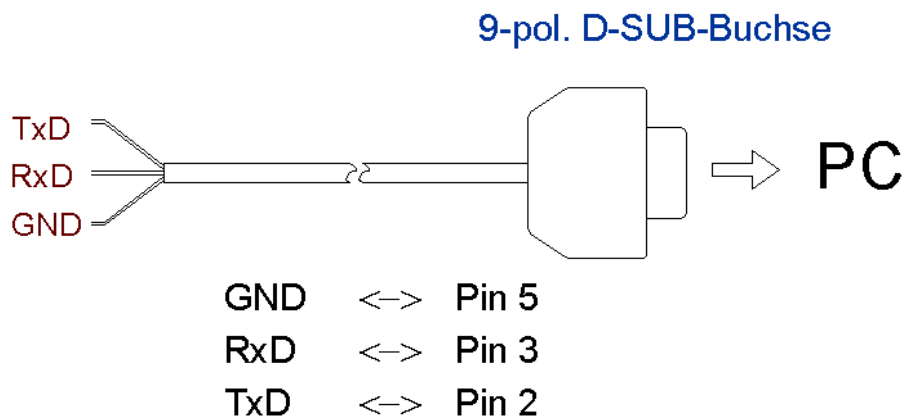 9-pol. D-SUB-Buchse
TxD
RxD
GND
PC
GND <-> Pin 5
RxD <-> Pin 3
TxD <-> Pin 2